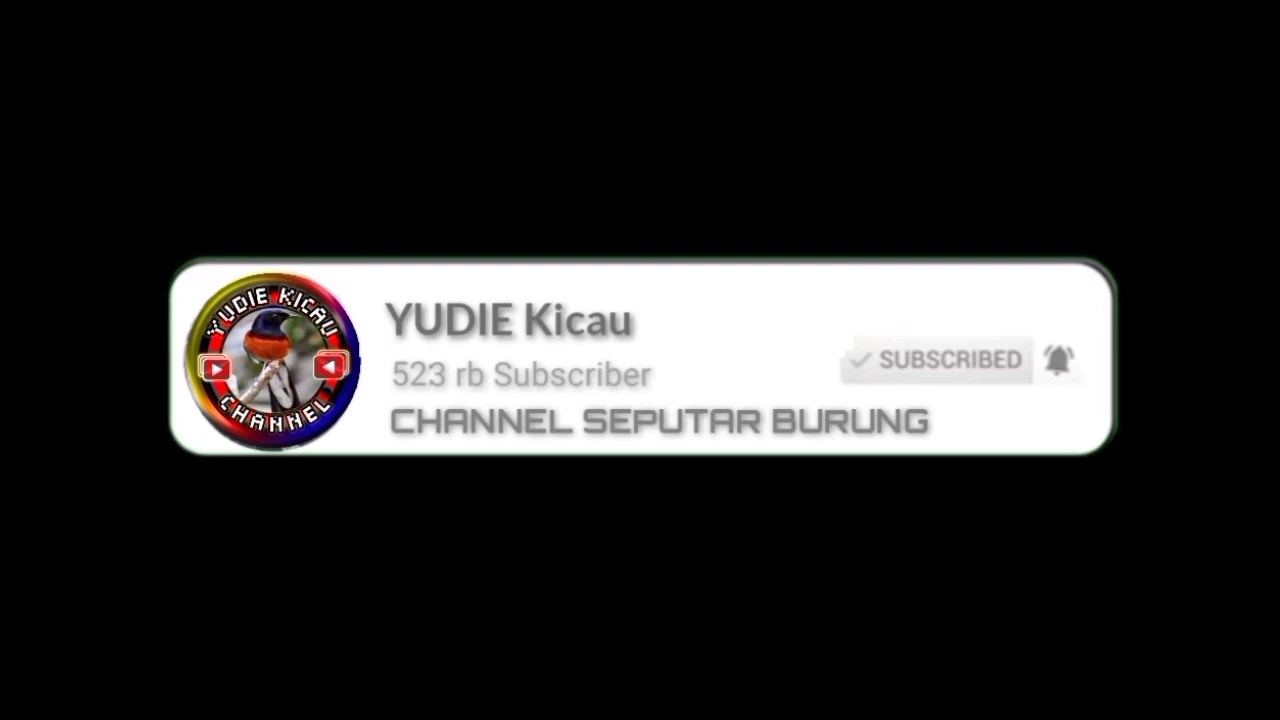 YUDIE KICAU
CHANNEL
YUDIE Kicau
523 rb Subscriber
CHANNEL SEPUTAR BURUNG
SUBSCRIBED